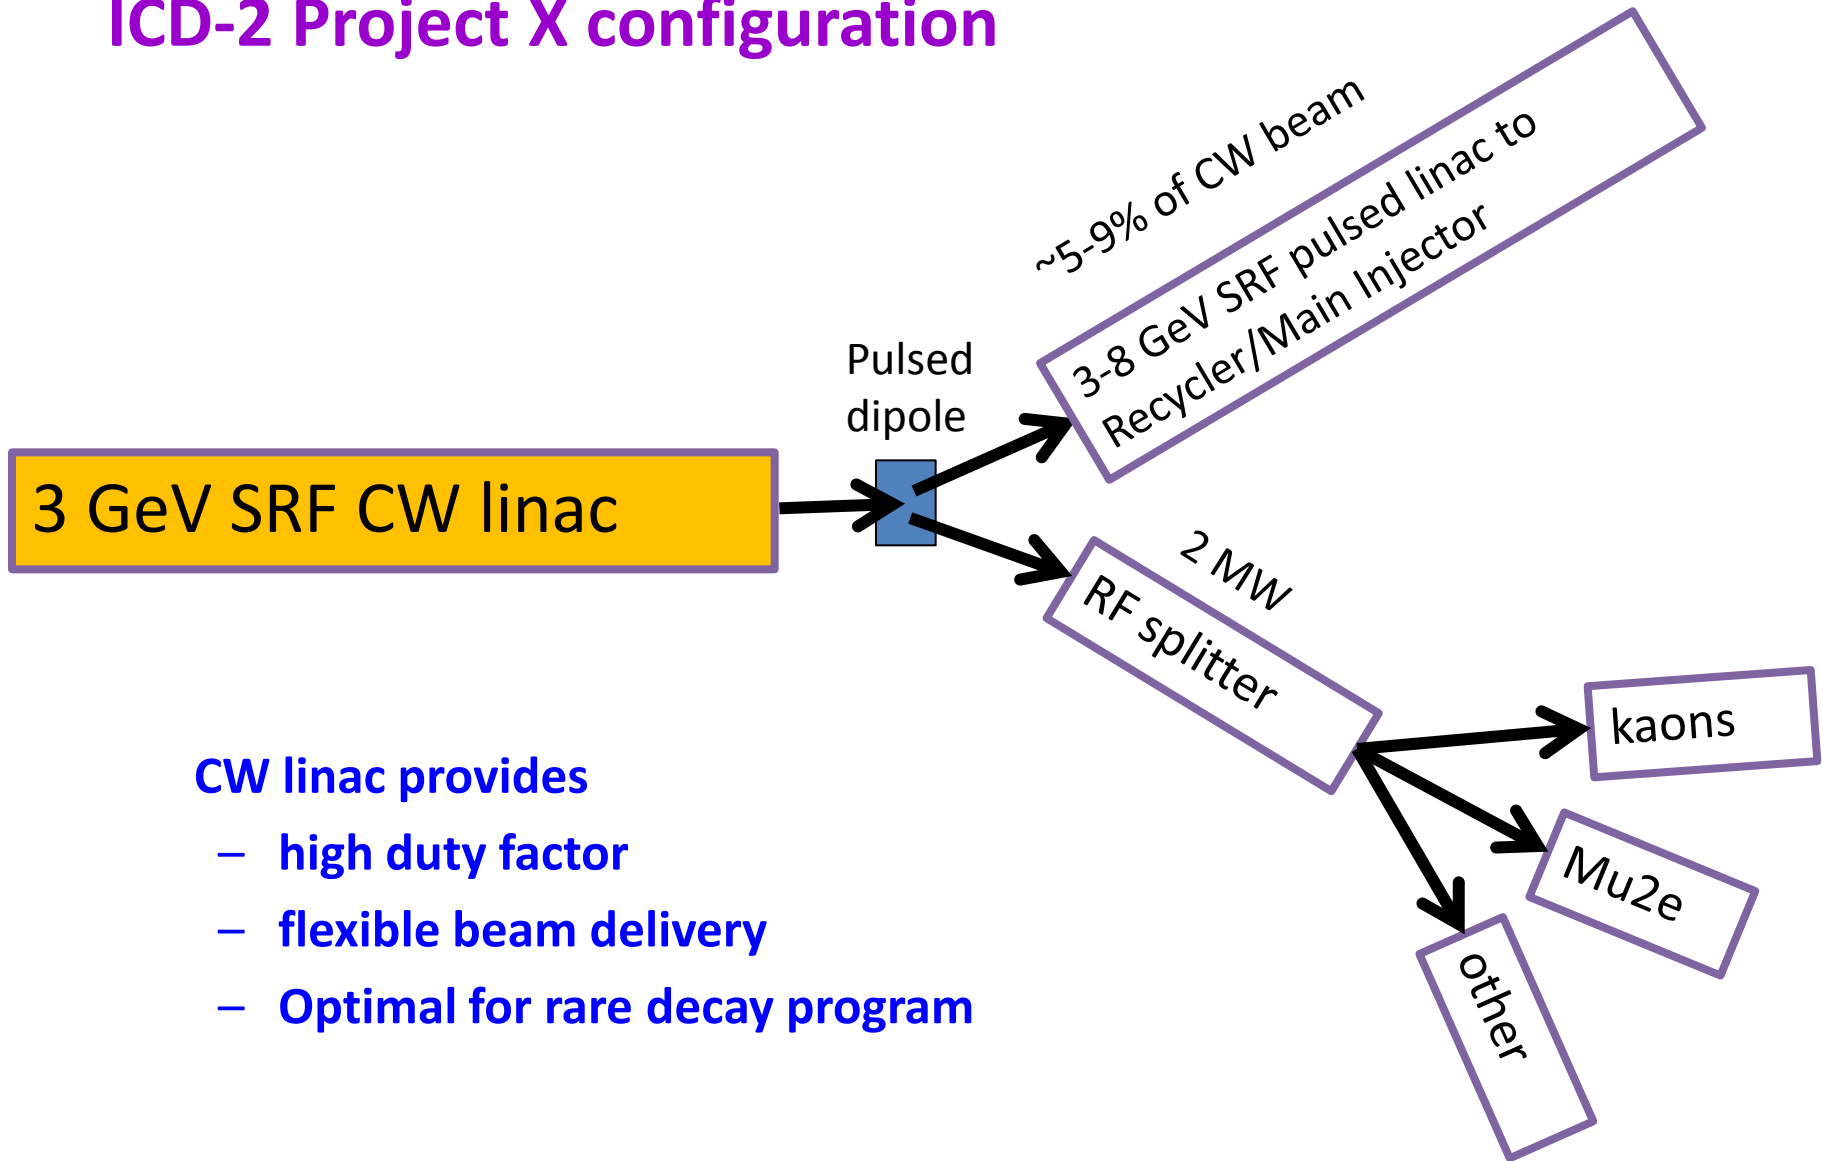 ICD-2 Project X configuration
~5-9% of CW beam
3-8 GeV SRF pulsed linac to
Recycler/Main Injector
Pulsed
dipole
3 GeV SRF CW linac
2 MW
RF splitter
kaons
Mu2e
other
CW linac provides
– high duty factor
– flexible beam delivery
– Optimal for rare decay program